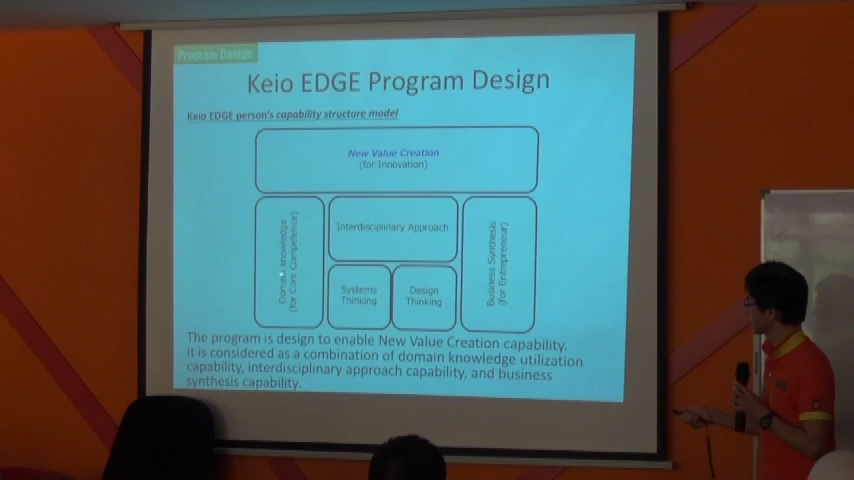 Program Design
Keio EDGE Program Design
Keio EDGE person's capability structure model
New Value Creation
(for Innovation)
Domain knowledge
(for Core Competence)
Interdisciplinary Approach
Systems
Thinking
Design
Thinking
Business Synthesis
(for Entrepreneur)
The program is design to enable New Value Creation capability.
It is considered as a combination of domain knowledge utilization
capability, interdisciplinary approach capability, and business
synthesis capability.